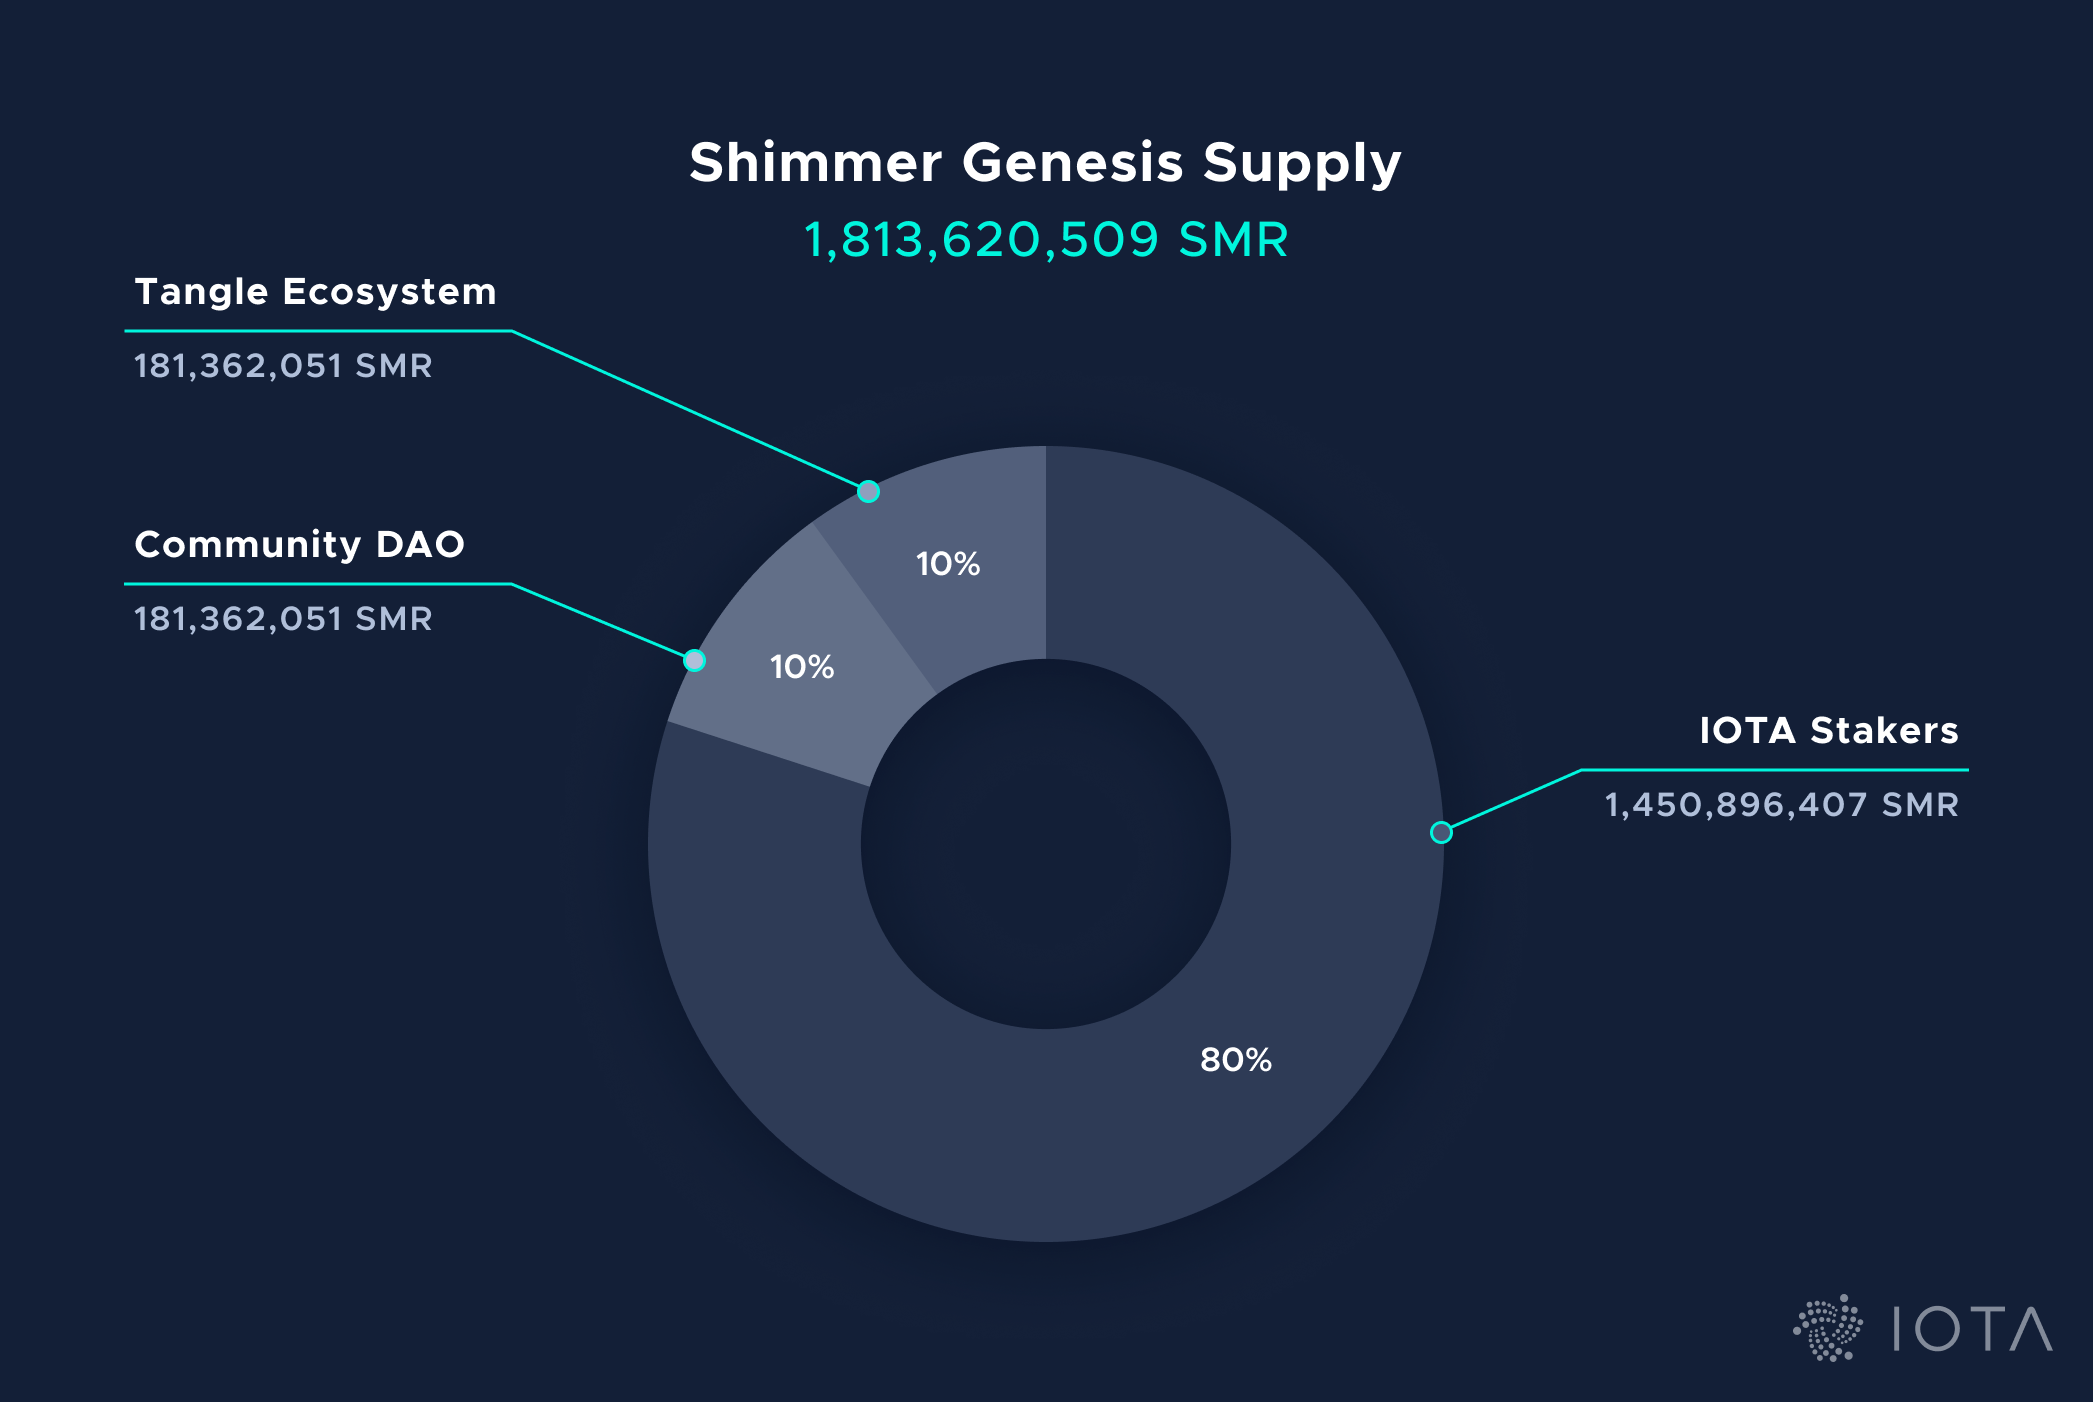 Shimmer Genesis Supply
1,813,620,509 SMR
Tangle Ecosystem
181,362,051 SMR
10%
Community DAO
181,362,051 SMR
10%
IOTA Stakers
1,450,896,407 SMR
80%
IOTA